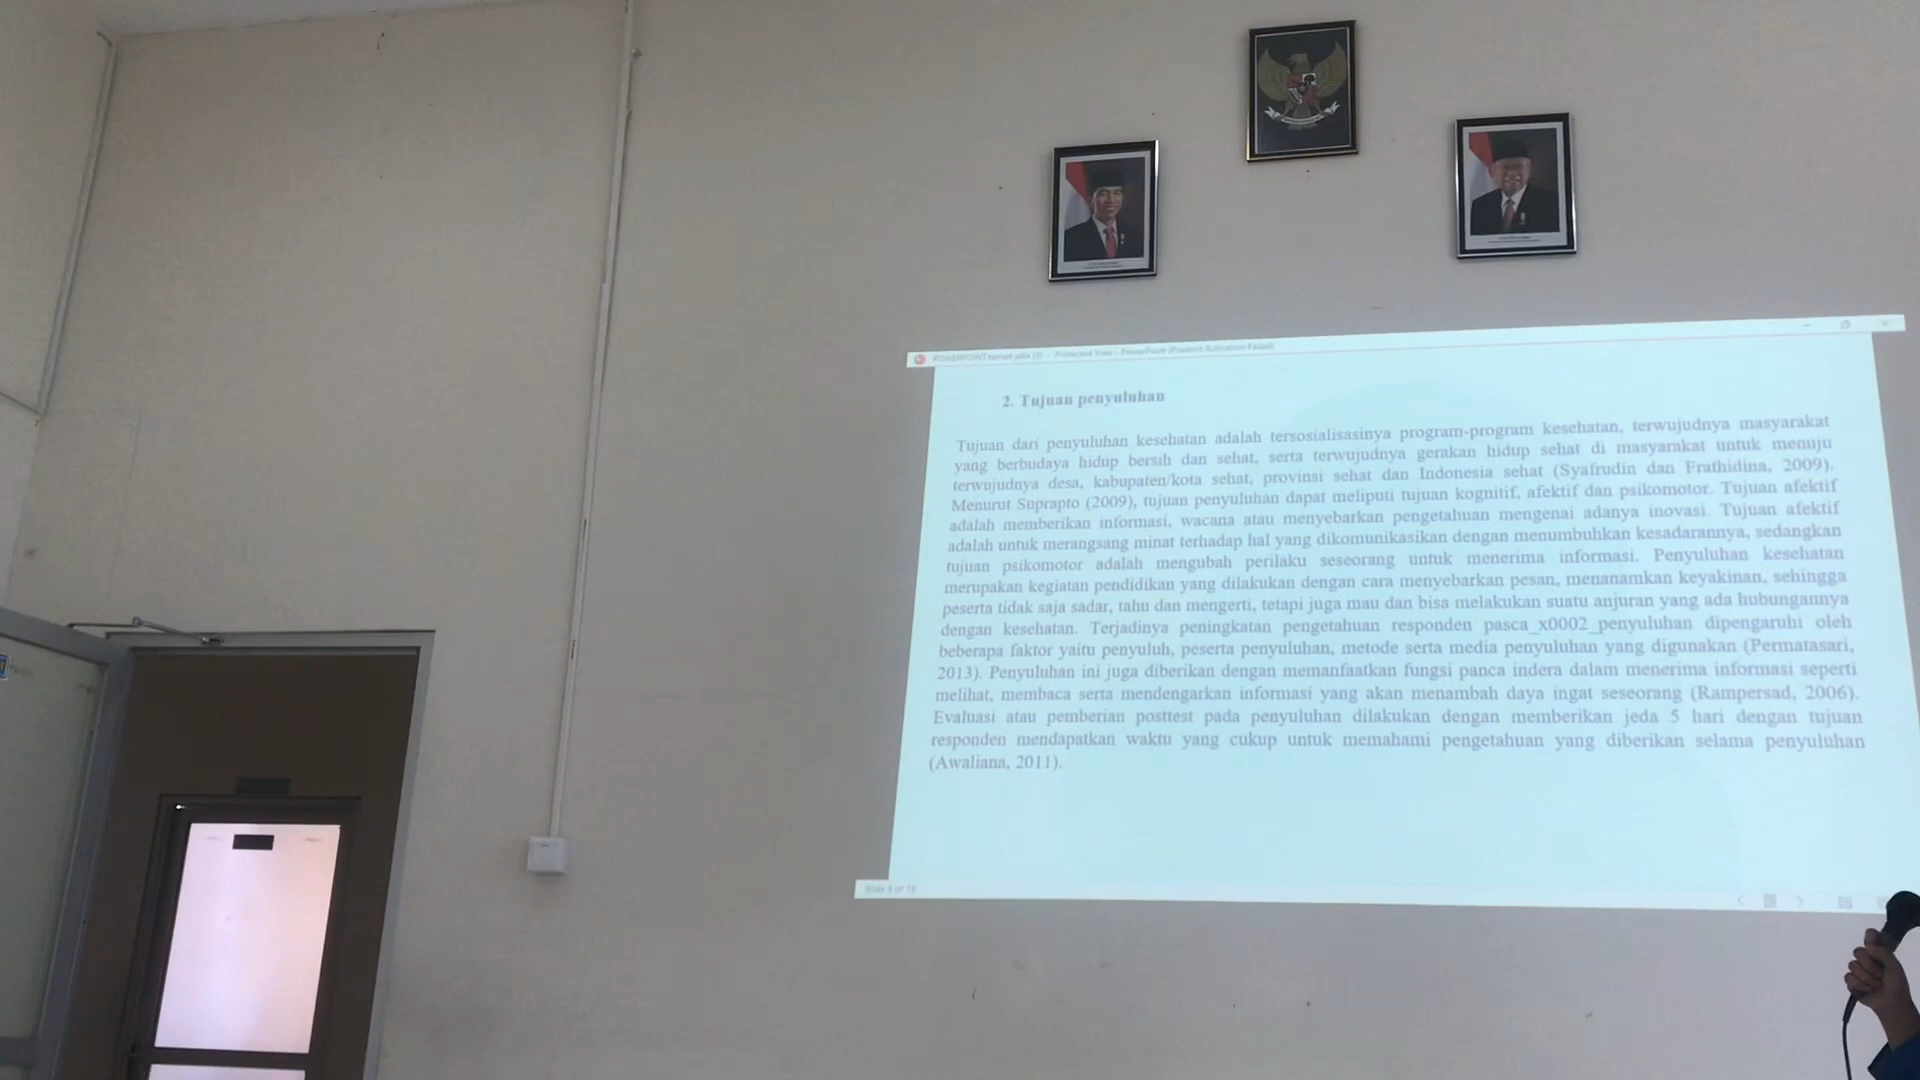 POWERPOINT teman jella (1) - Protected View - PowerPoint (Product Activation Failed)
2. Tujuan penyuluhan
Tujuan dari penyuluhan kesehatan adalah tersosialisasinya program-program kesehatan, terwujudnya masyarakat
yang berbudaya hidup bersih dan sehat, serta terwujudnya gerakan hidup sehat di masyarakat untuk menuju
terwujudnya desa, kabupaten/kota sehat, provinsi sehat dan Indonesia sehat (Syafrudin dan Frathidina, 2009).
Menurut Suprapto (2009), tujuan penyuluhan dapat meliputi tujuan kognitif, afektif dan psikomotor. Tujuan afektif
adalah memberikan informasi, wacana atau menyebarkan pengetahuan mengenai adanya inovasi. Tujuan afektif
adalah untuk merangsang minat terhadap hal yang dikomunikasikan dengan menumbuhkan kesadarannya, sedangkan
tujuan psikomotor adalah mengubah perilaku seseorang untuk menerima informasi. Penyuluhan kesehatan
merupakan kegiatan pendidikan yang dilakukan dengan cara menyebarkan pesan, menanamkan keyakinan, sehingga
peserta tidak saja sadar, tahu dan mengerti, tetapi juga mau dan bisa melakukan suatu anjuran yang ada hubungannya
dengan kesehatan. Terjadinya peningkatan pengetahuan responden pasca_x0002_penyuluhan dipengaruhi oleh
beberapa faktor yaitu penyuluh, peserta penyuluhan, metode serta media penyuluhan yang digunakan (Permatasari,
2013). Penyuluhan ini juga diberikan dengan memanfaatkan fungsi panca indera dalam menerima informasi seperti
melihat, membaca serta mendengarkan informasi yang akan menambah daya ingat seseorang (Rampersad, 2006).
Evaluasi atau pemberian posttest pada penyuluhan dilakukan dengan memberikan jeda 5 hari dengan tujuan
responden mendapatkan waktu yang cukup untuk memahami pengetahuan yang diberikan selama penyuluhan
(Awaliana, 2011).